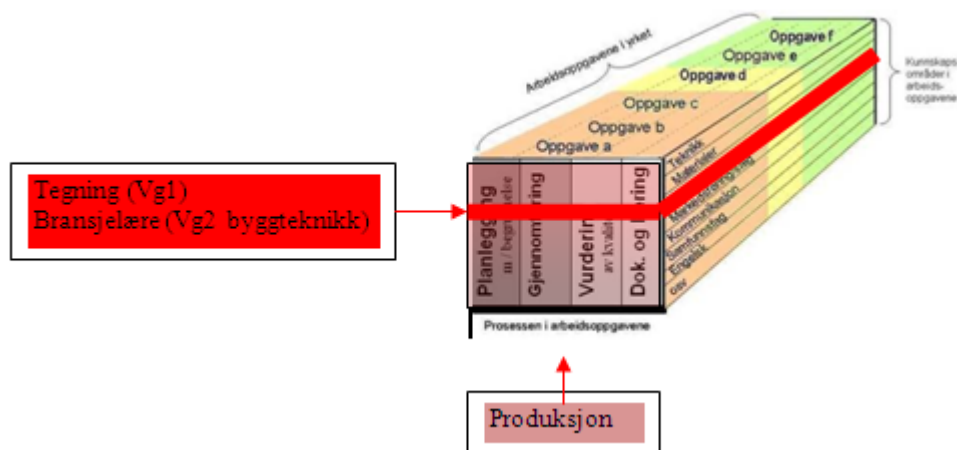 Arbeidsoppgavene i yrket
Oppgave f
Oppgave e
Oppgave d
Oppgave c
Oppgave b
Oppgave a
Kunnskaps
områder i
arbeids-
oppgavene
Tegning (Vg1)
Bransjelære (Vg2 byggteknikk)
Planlegging
m /
Gjennomføring
Vurdering
av
Dok. og
Teknikk
Materialer
Kommunikasjon
Samfunnsfag
Engelsk
osv
Prosessen i arbeidsoppgavene
Produksjon